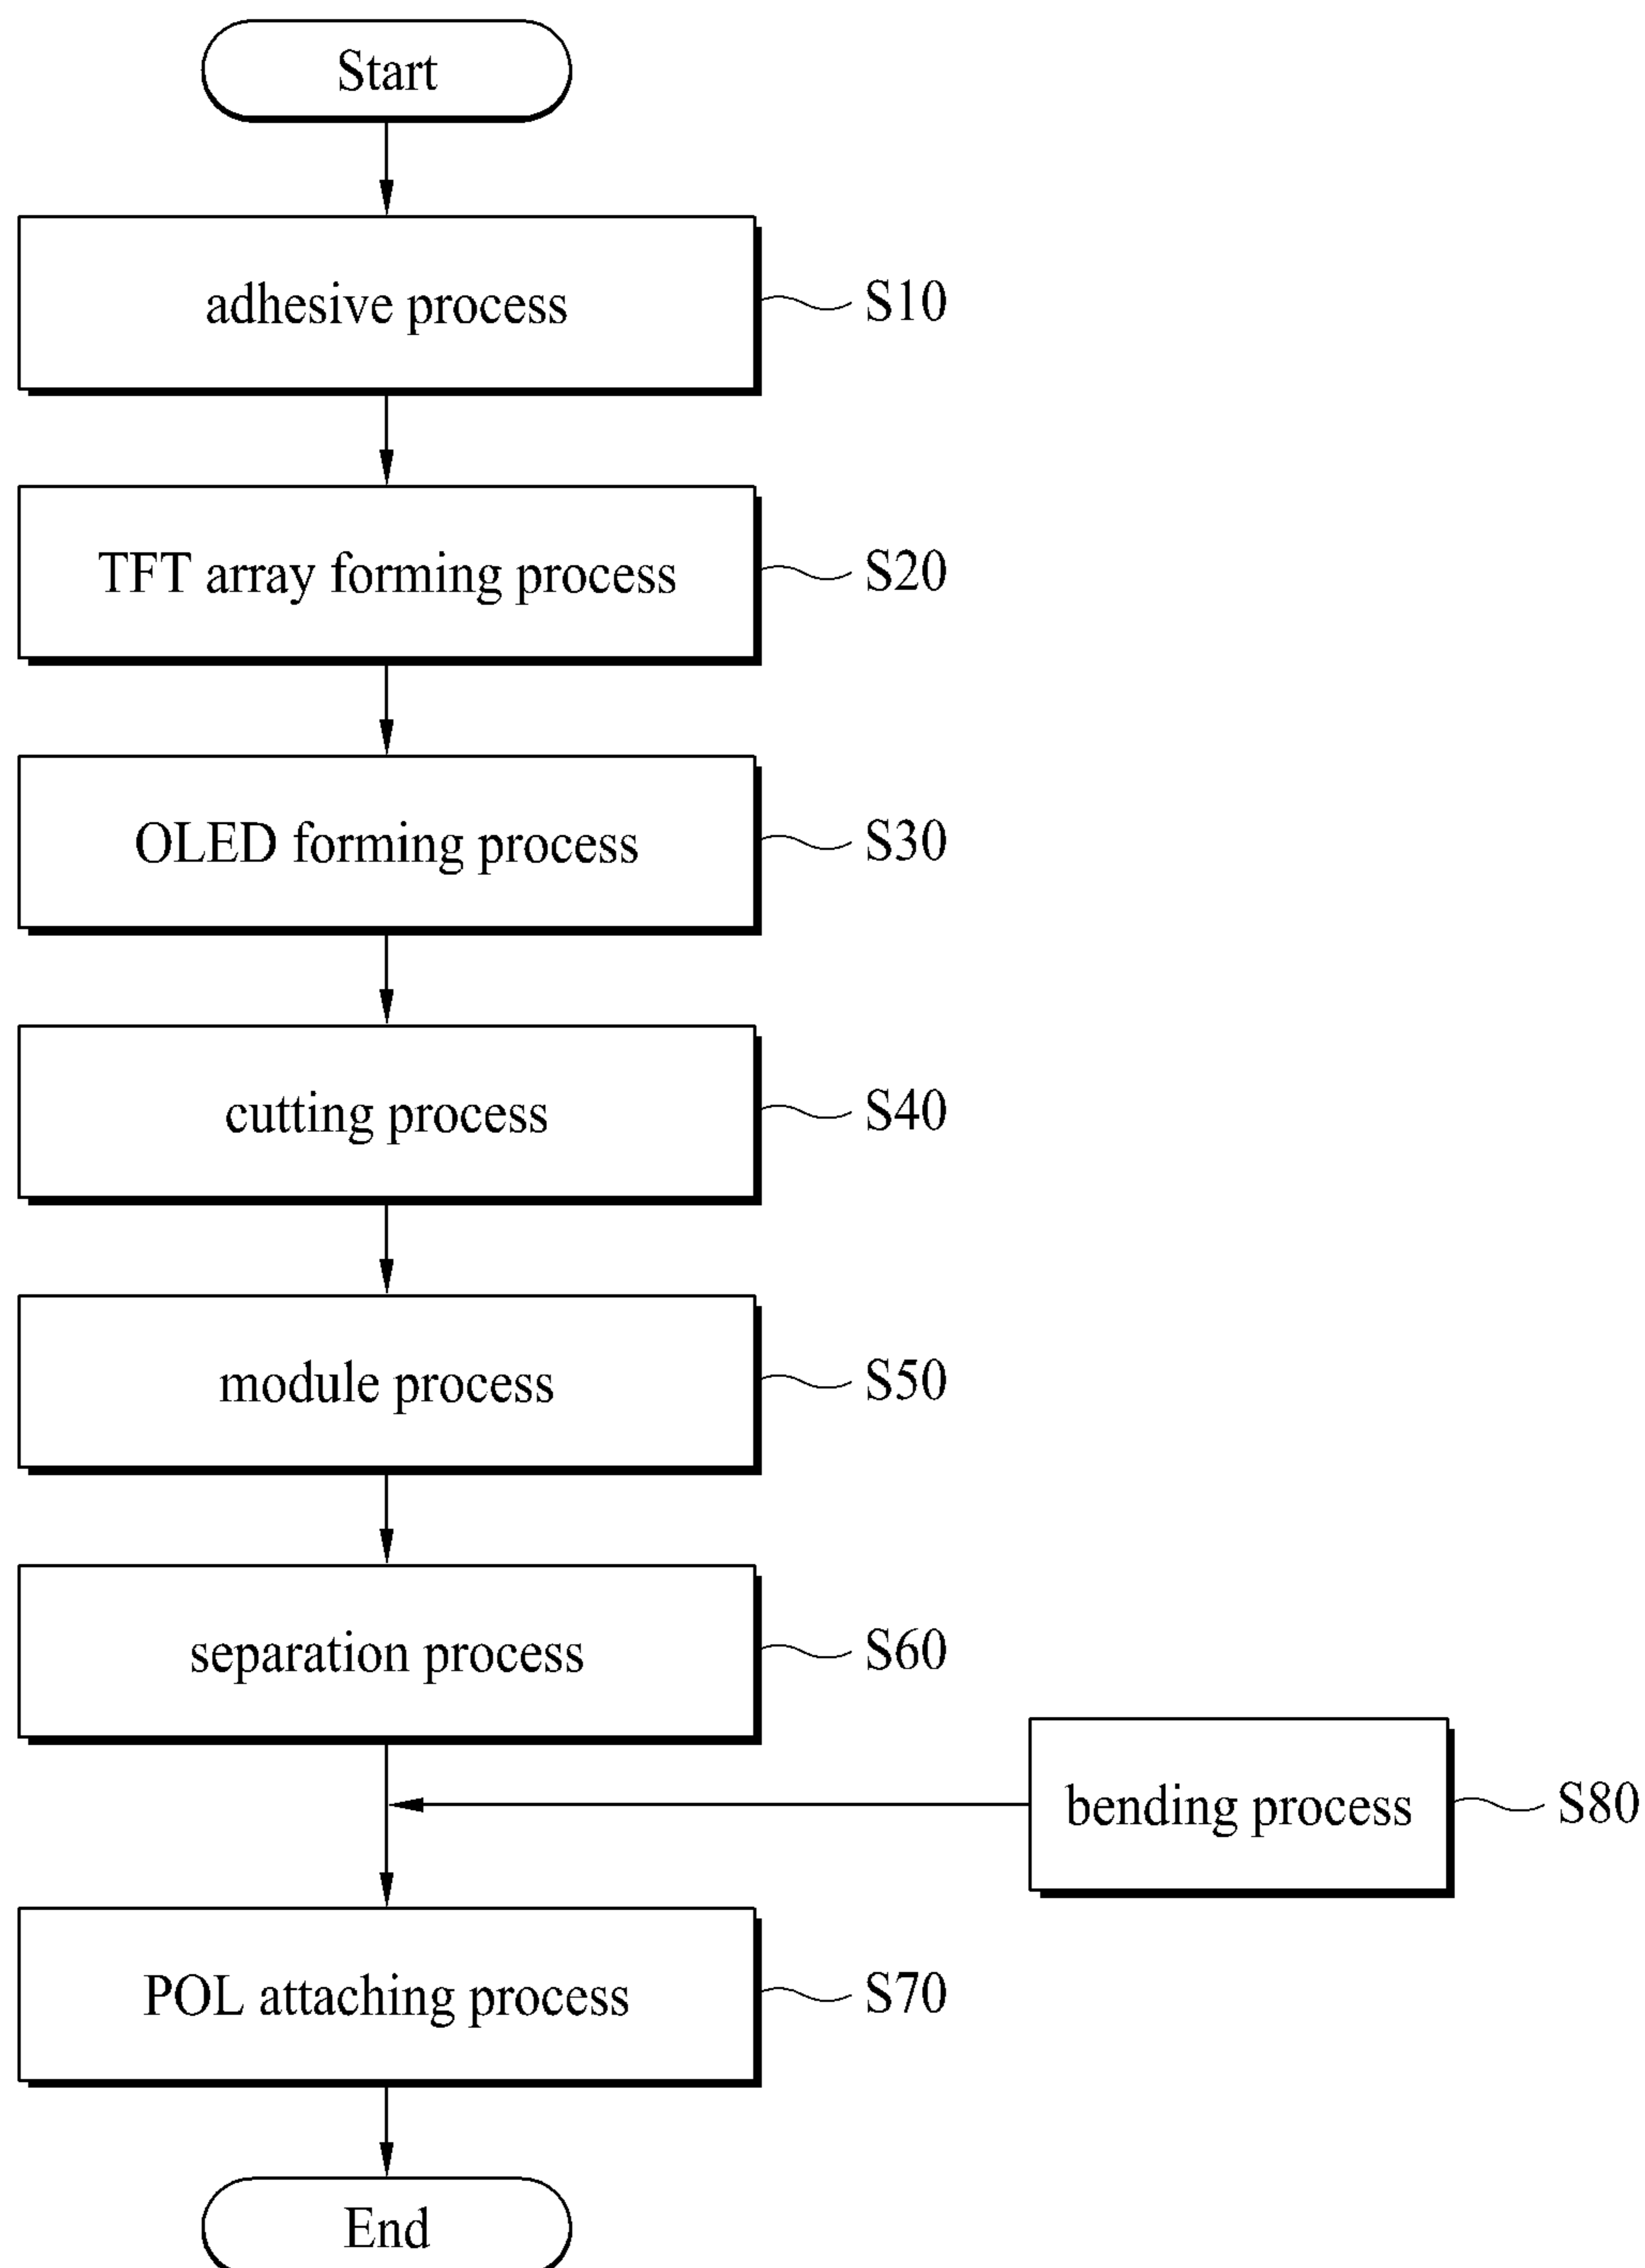 Start
adhesive process
S10
TFT array forming process
S20
OLED forming process
S30
cutting process
S40
module process
S50
separation process
S60
bending process
S80
POL attaching process
S70
End